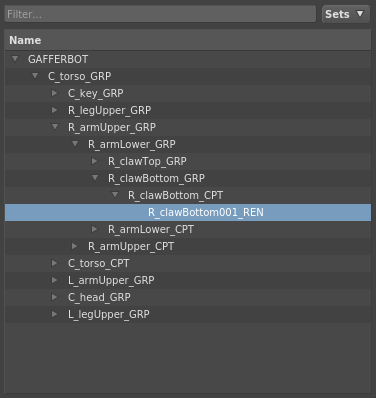 Filter...
Sets
Name
GAFFERBOT
C_torso_GRP
C_key_GRP
R_legUpper_GRP
R_armUpper_GRP
R_armLower_GRP
R_clawTop_GRP
R_clawBottom_GRP
R_clawBottom_CPT
R_clawBottom001_REN
R_armLower_CPT
R_armUpper_CPT
C_torso_CPT
L_armUpper_GRP
C_head_GRP
L_legUpper_GRP